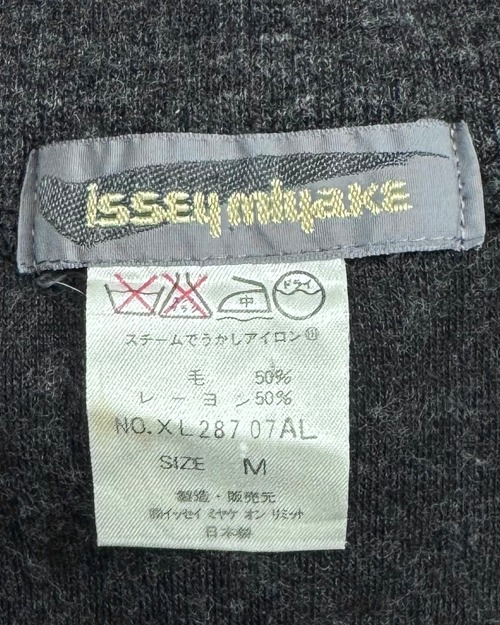 ISSEY mIyaKE
中 ドライ
スチームでうかしアイロン
毛 50%
レーヨン50%
NO.XL28707AL
SIZE M
製造・販売元
㈱イッセイ ミヤケ オン リミット
日本製